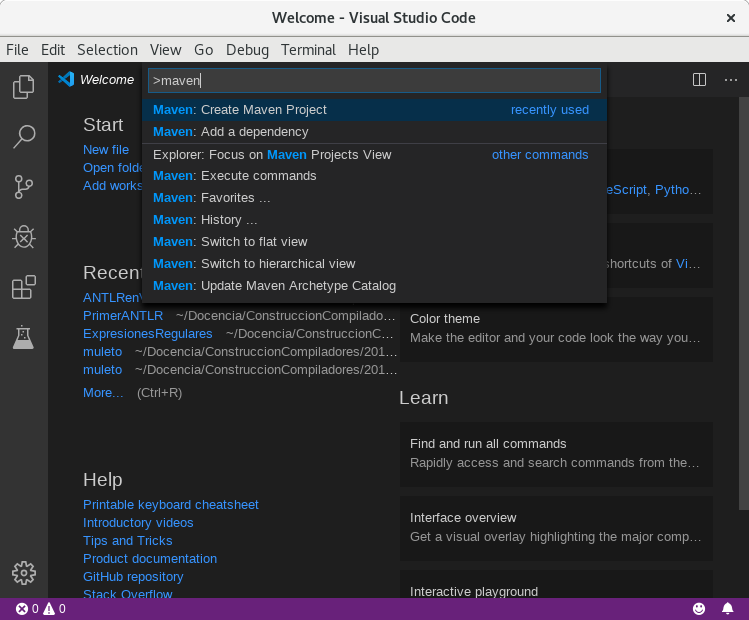 Welcome - Visual Studio Code
File Edit Selection View Go Debug Terminal Help
Welcome
>maven
Maven: Create Maven Project recently used
Maven: Add a dependency
Explorer: Focus on Maven Projects View other commands
Maven: Execute commands
Maven: Favorites ...
Maven: History ...
Maven: Switch to flat view
Maven: Switch to hierarchical view
Maven: Update Maven Archetype Catalog
Start
New file
Open folde
Add works
Recent
ANTLREn
PrimerANTLR ~/Docencia/ConstruccionCompilado...
ExpresionesRegulares ~/Docencia/ConstruccionC...
muleto ~/Docencia/ConstruccionCompiladores/201...
muleto ~/Docencia/ConstruccionCompiladores/201...
More... (Ctrl+R)
Help
Printable keyboard cheatsheet
Introductory videos
Tips and Tricks
Product documentation
GitHub repository
Stack Overflow
eScript, Pytho...
shortcuts of Vi...
Color theme
Make the editor and your code look the way you...
Learn
Find and run all commands
Rapidly access and search commands from the...
Interface overview
Get a visual overlay highlighting the major comp...
Interactive playground
0 0